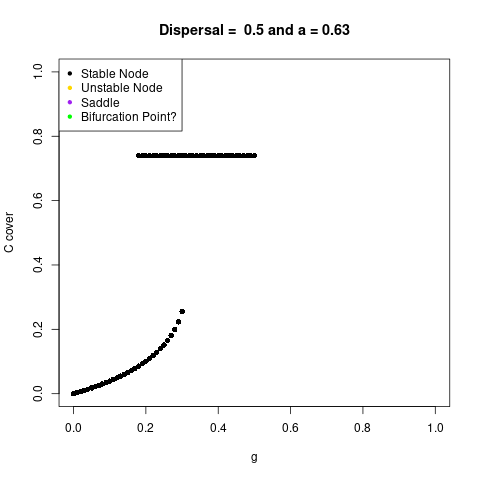 Dispersal =  0.5 and a = 0.63
Stable Node
Unstable Node
Saddle
Bifurcation Point?
C cover
1.0
0.8
0.6
0.4
0.2
0.0
0.0 0.2 0.4 0.6 0.8 1.0
g